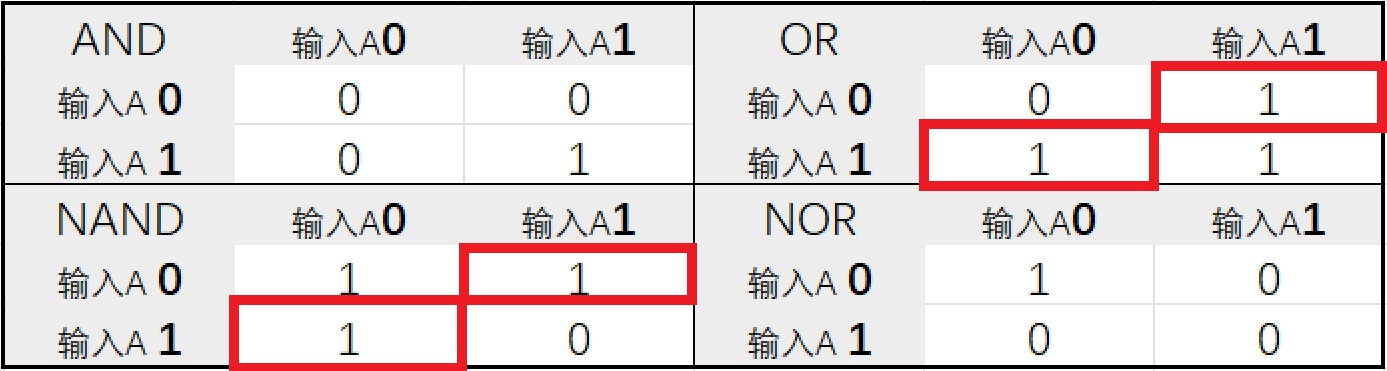 AND 输入A0 输入A1 OR 输入A0 输入A1
输入A 0 0 0 输入A 0 0 1
输入A 1 0 1 输入A 1 1 1
NAND 输入A0 输入A1 NOR 输入A0 输入A1
输入A 0 1 1 输入A 0 1 0
输入A 1 1 0 输入A 1 0 0